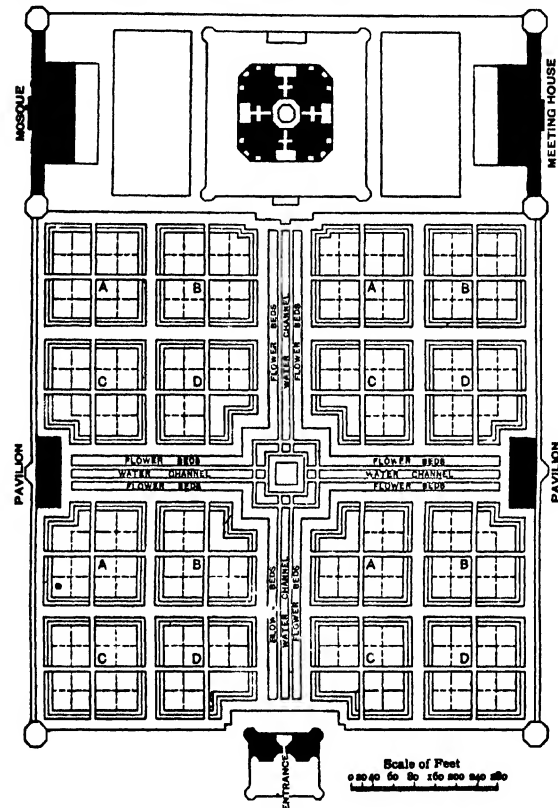 MOSQUE
MEETING HOUSE
A B A B
FLOWER BEDS
WATER CHANNEL
FLOWER BEDS
C D C D
PAVILION
PAVILION
FLOWER BEDS
WATER CHANNEL
FLOWER BEDS
FLOWER BEDS
WATER CHANNEL
FLOWER BEDS
A B A B
BEDS
WATER CHANNEL
FLOWER BEDS
C D C D
ENTRANCE
Scale of Feet